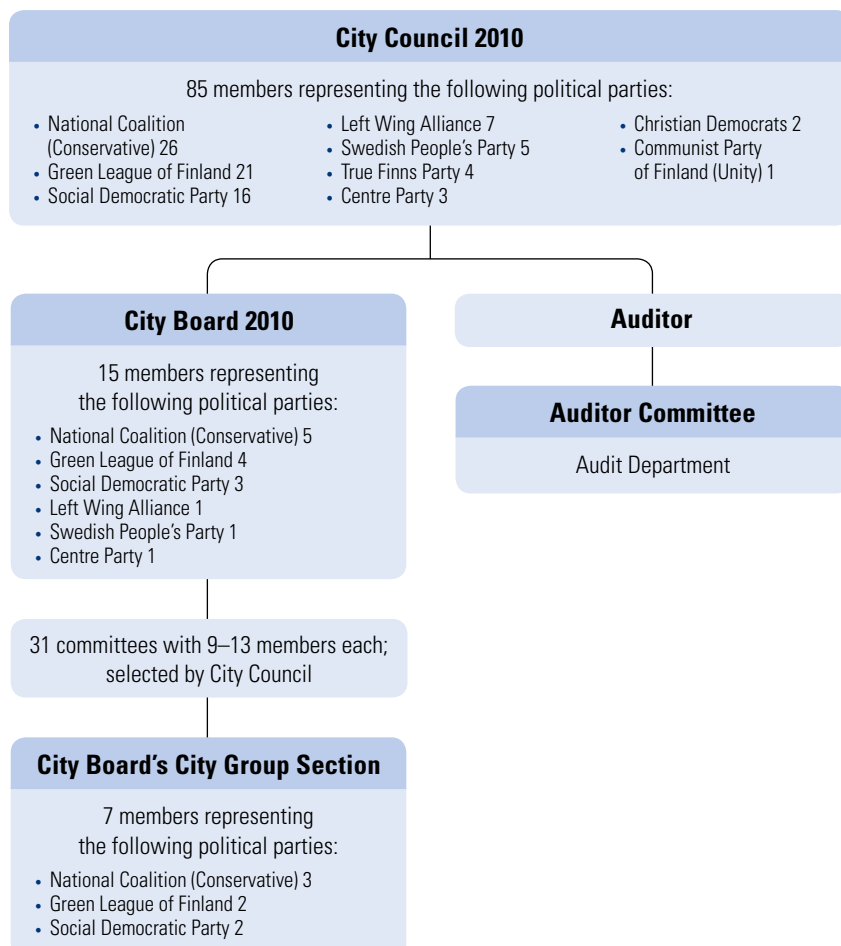 City Council 2010
85 members representing the following political parties:
• National Coalition
(Conservative) 26
• Green League of Finland 21
• Social Democratic Party 16
• Left Wing Alliance 7
• Swedish People's Party 5
• True Finns Party 4
• Centre Party 3
• Christian Democrats 2
• Communist Party
of Finland (Unity) 1
City Board 2010
15 members representing
the following political parties:
• National Coalition (Conservative) 5
• Green League of Finland 4
• Social Democratic Party 3
• Left Wing Alliance 1
• Swedish People's Party 1
• Centre Party 1
Auditor
Auditor Committee
Audit Department
31 committees with 9–13 members each;
selected by City Council
City Board's City Group Section
7 members representing
the following political parties:
• National Coalition (Conservative) 3
• Green League of Finland 2
• Social Democratic Party 2